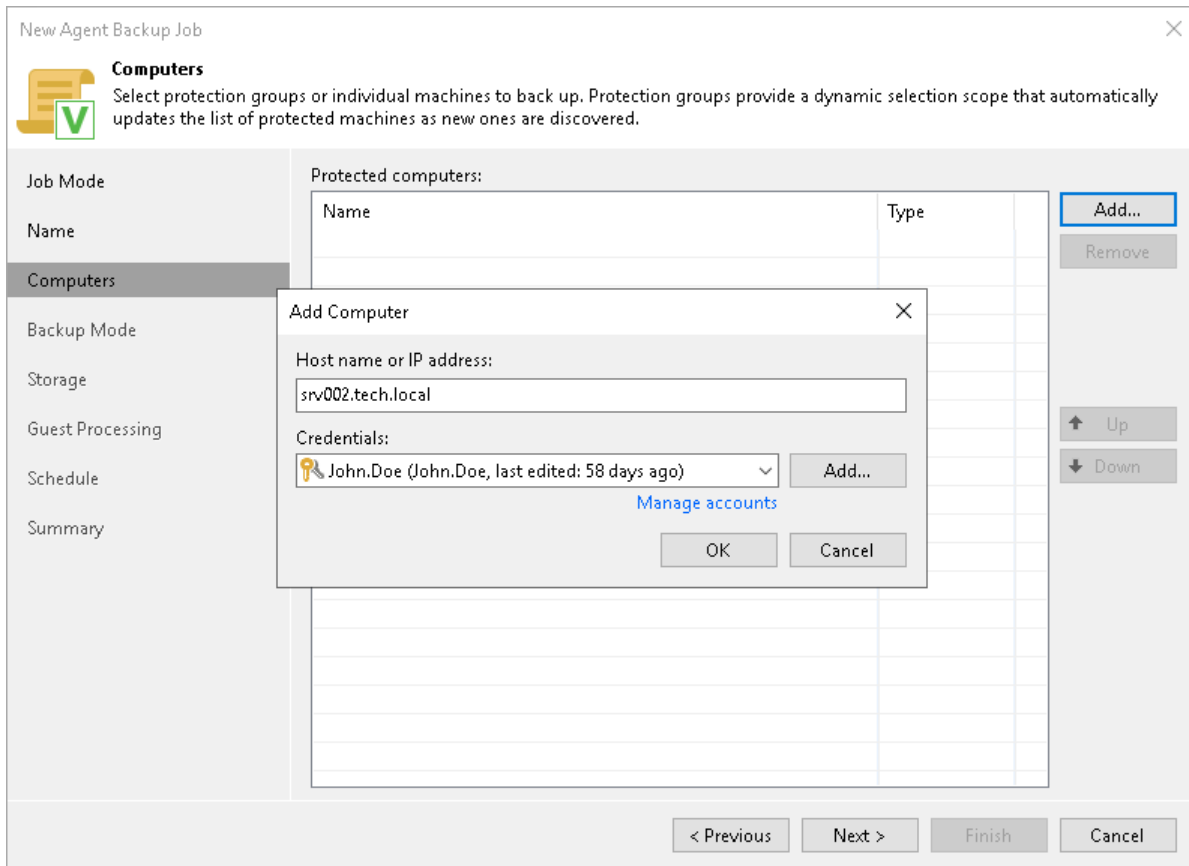 New Agent Backup Job
Computers
Select protection groups or individual machines to back up. Protection groups provide a dynamic selection scope that automatically
updates the list of protected machines as new ones are discovered.
V
Job Mode
Name
Computers
Backup Mode
Storage
Guest Processing
Schedule
Summary
Protected computers:
Name Type
Add...
Remove
Up
Down
Add Computer
Host name or IP address:
srv002.tech.local
Credentials:
John.Doe (John.Doe, last edited: 58 days ago) Add...
Manage accounts
OK Cancel
< Previous Next > Finish Cancel